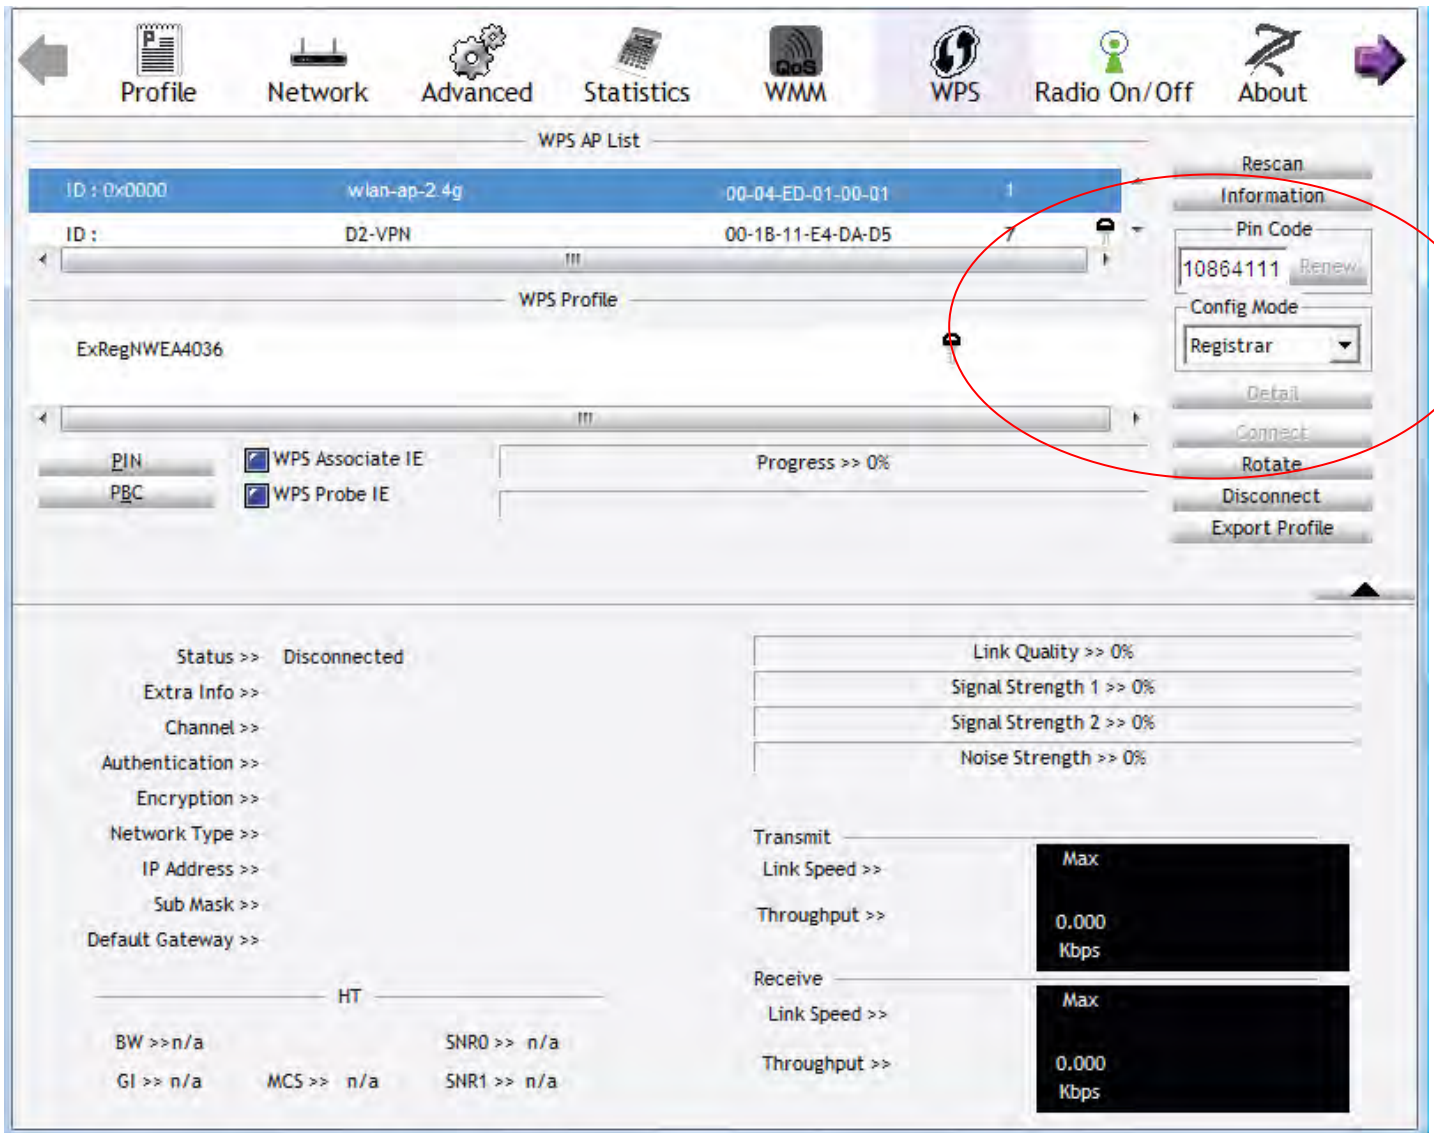 Profile Network Advanced Statistics QoS WMM WPS Radio On/Off About
WPS AP List
Rescan
ID : 0x0000 wlan-ap-2.4g 00-04-ED-01-00-01 1
Information
ID : D2-VPN 00-1B-11-E4-DA-D5 7
Pin Code
10864111 Renew
WPS Profile
Config Mode
ExRegNWEA4036
Registrar
Detail
Connect
PIN WPS Associate IE Progress >> 0%
Rotate
PBC WPS Probe IE
Disconnect
Export Profile
Status >> Disconnected
Extra Info >>
Channel >>
Authentication >>
Encryption >>
Network Type >>
IP Address >>
Sub Mask >>
Default Gateway >>
HT
BW >>n/a SNR0 >> n/a
GI >> n/a MCS >> n/a SNR1 >> n/a
Link Quality >> 0%
Signal Strength 1 >> 0%
Signal Strength 2 >> 0%
Noise Strength >> 0%
Transmit
Link Speed >>
Max
Throughput >>
0.000
Kbps
Receive
Link Speed >>
Max
Throughput >>
0.000
Kbps